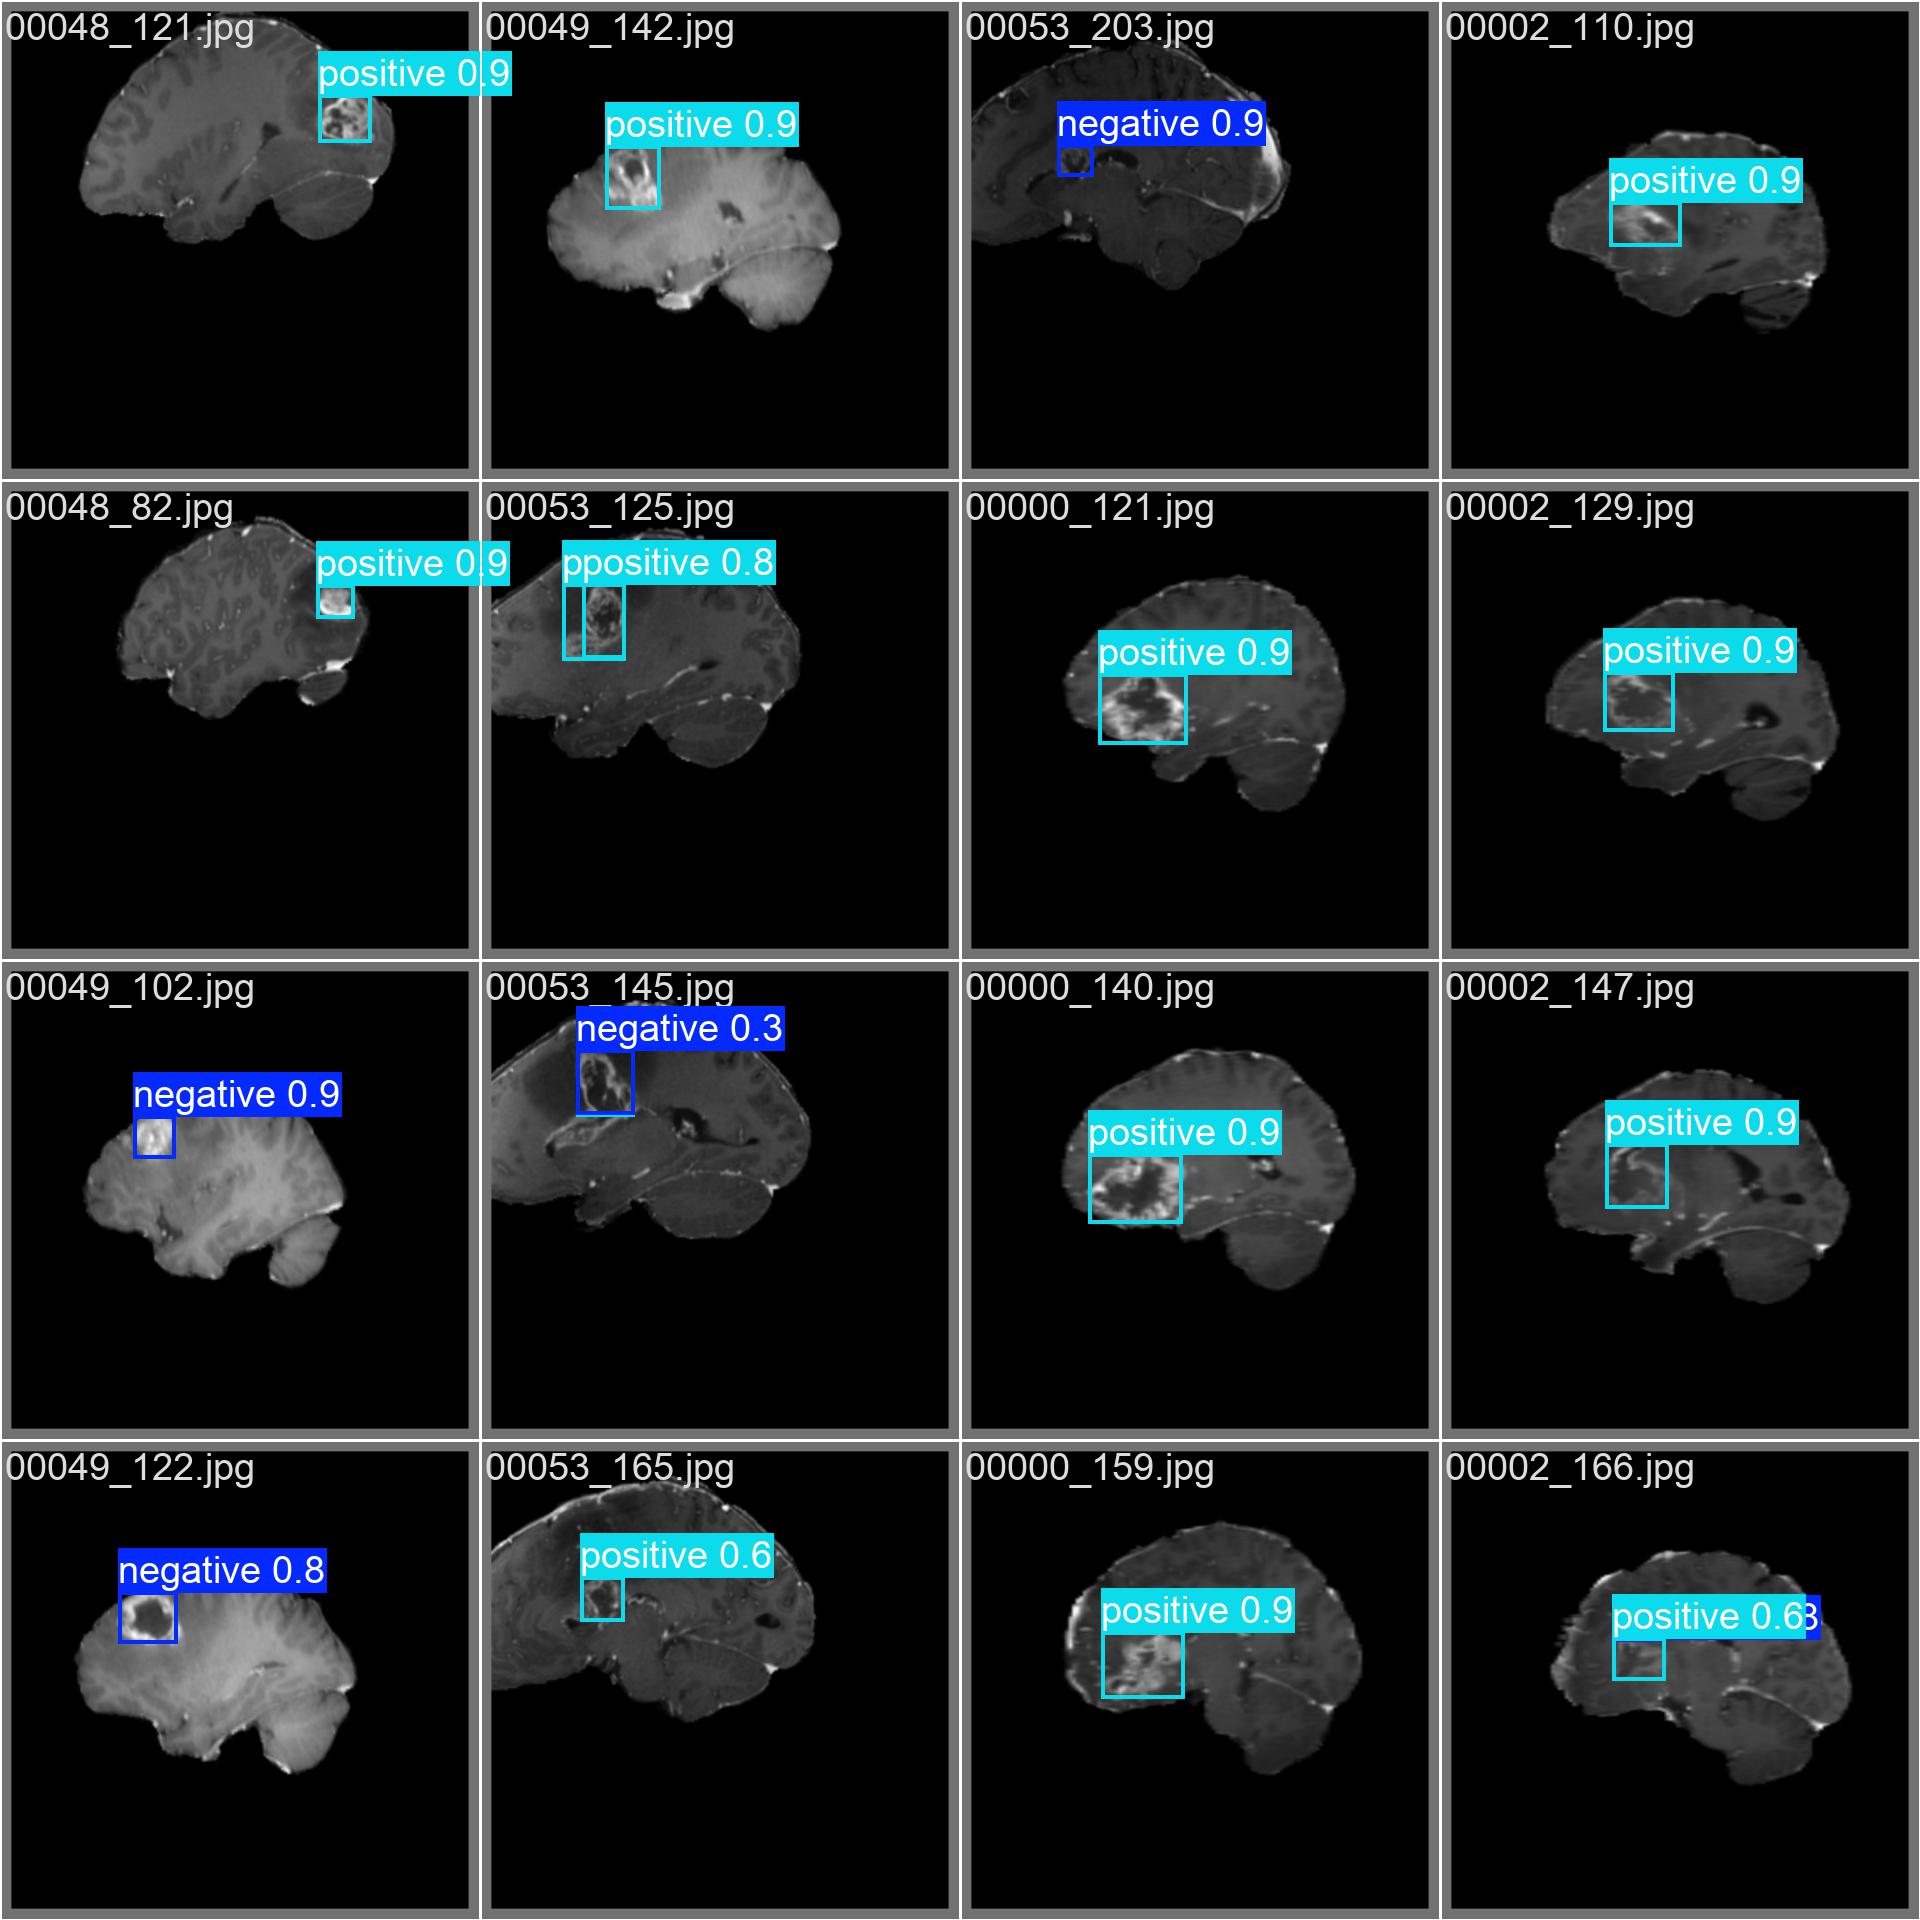 00048_121.jpg
positive 0.9
00049_142.jpg
positive 0.9
00053_203.jpg
negative 0.9
00002_110.jpg
positive 0.9
00048_82.jpg
positive 0.9
00053_125.jpg
ppositive 0.8
00000_121.jpg
positive 0.9
00002_129.jpg
positive 0.9
00049_102.jpg
negative 0.9
00053_145.jpg
negative 0.3
00000_140.jpg
positive 0.9
00002_147.jpg
positive 0.9
00049_122.jpg
negative 0.8
00053_165.jpg
positive 0.6
00000_159.jpg
positive 0.9
00002_166.jpg
positive 0.63